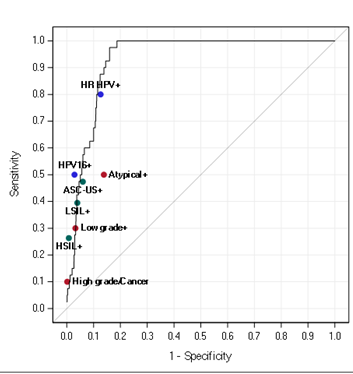 1.0
0.9
0.8
0.7
0.6
0.5
0.4
0.3
0.2
0.1
0.0
Sensitivity
HR HPV+
HPV16+
Atypical+
ASC-US+
LSIL+
Low grade+
HSIL+
High grade/Cancer
0.0 0.1 0.2 0.3 0.4 0.5 0.6 0.7 0.8 0.9 1.0
1 - Specificity